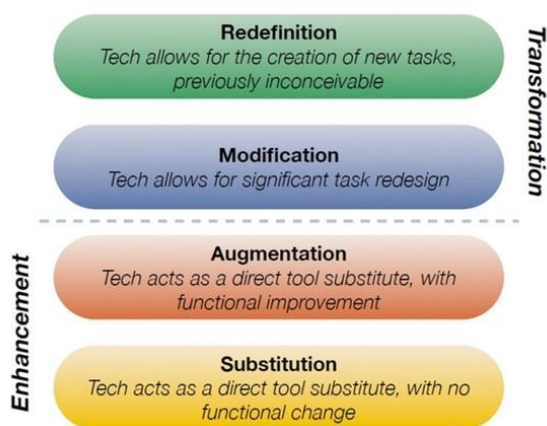 Redefinition
Tech allows for the creation of new tasks,
previously inconceivable
Modification
Tech allows for significant task redesign
Transformation
Augmentation
Tech acts as a direct tool substitute, with
functional improvement
Substitution
Tech acts as a direct tool substitute, with no
functional change
Enhancement